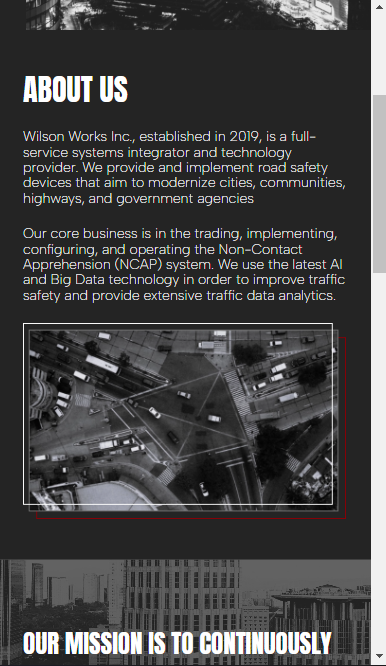 ABOUT US
Wilson Works Inc., established in 2019, is a full-
service systems integrator and technology
provider. We provide and implement road safety
devices that aim to modernize cities, communities,
highways, and government agencies
Our core business is in the trading, implementing,
configuring, and operating the Non-Contact
Apprehension (NCAP) system. We use the latest AI
and Big Data technology in order to improve traffic
safety and provide extensive traffic data analytics.
OUR MISSION IS TO CONTINUOUSLY